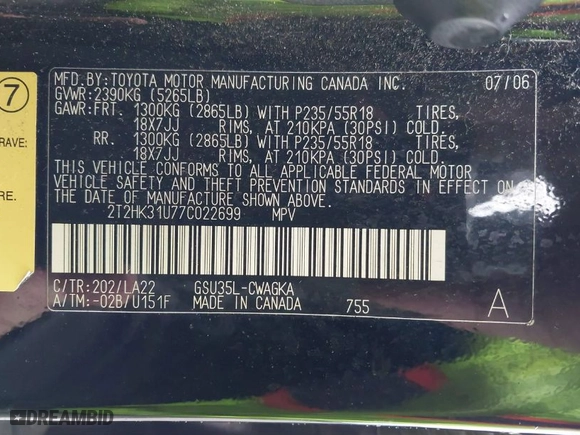 MFD.BY:TOYOTA MOTOR MANUFACTURING CANADA INC. 07/06
GVWR:2390KG (5265LB)
GAWR:FRT. 1300KG (2865LB) WITH P235/55R18 TIRES,
18X7JJ RIMS, AT 210KPA (30PSI) COLD.
RR. 1300KG (2865LB) WITH P235/55R18 TIRES,
18X7JJ RIMS, AT 210KPA (30PSI) COLD.
THIS VEHICLE CONFORMS TO ALL APPLICABLE FEDERAL MOTOR
VEHICLE SAFETY AND THEFT PREVENTION STANDARDS IN EFFECT ON
THE DATE OF MANUFACTURE SHOWN ABOVE.
2T2HK31U77C022699 MPV
C/TR:202/LA22 GSU35L-CWAGKA
A/TM:-02B/U151F MADE IN CANADA 755 A
7
RAVE:
RE.
DREAMBID